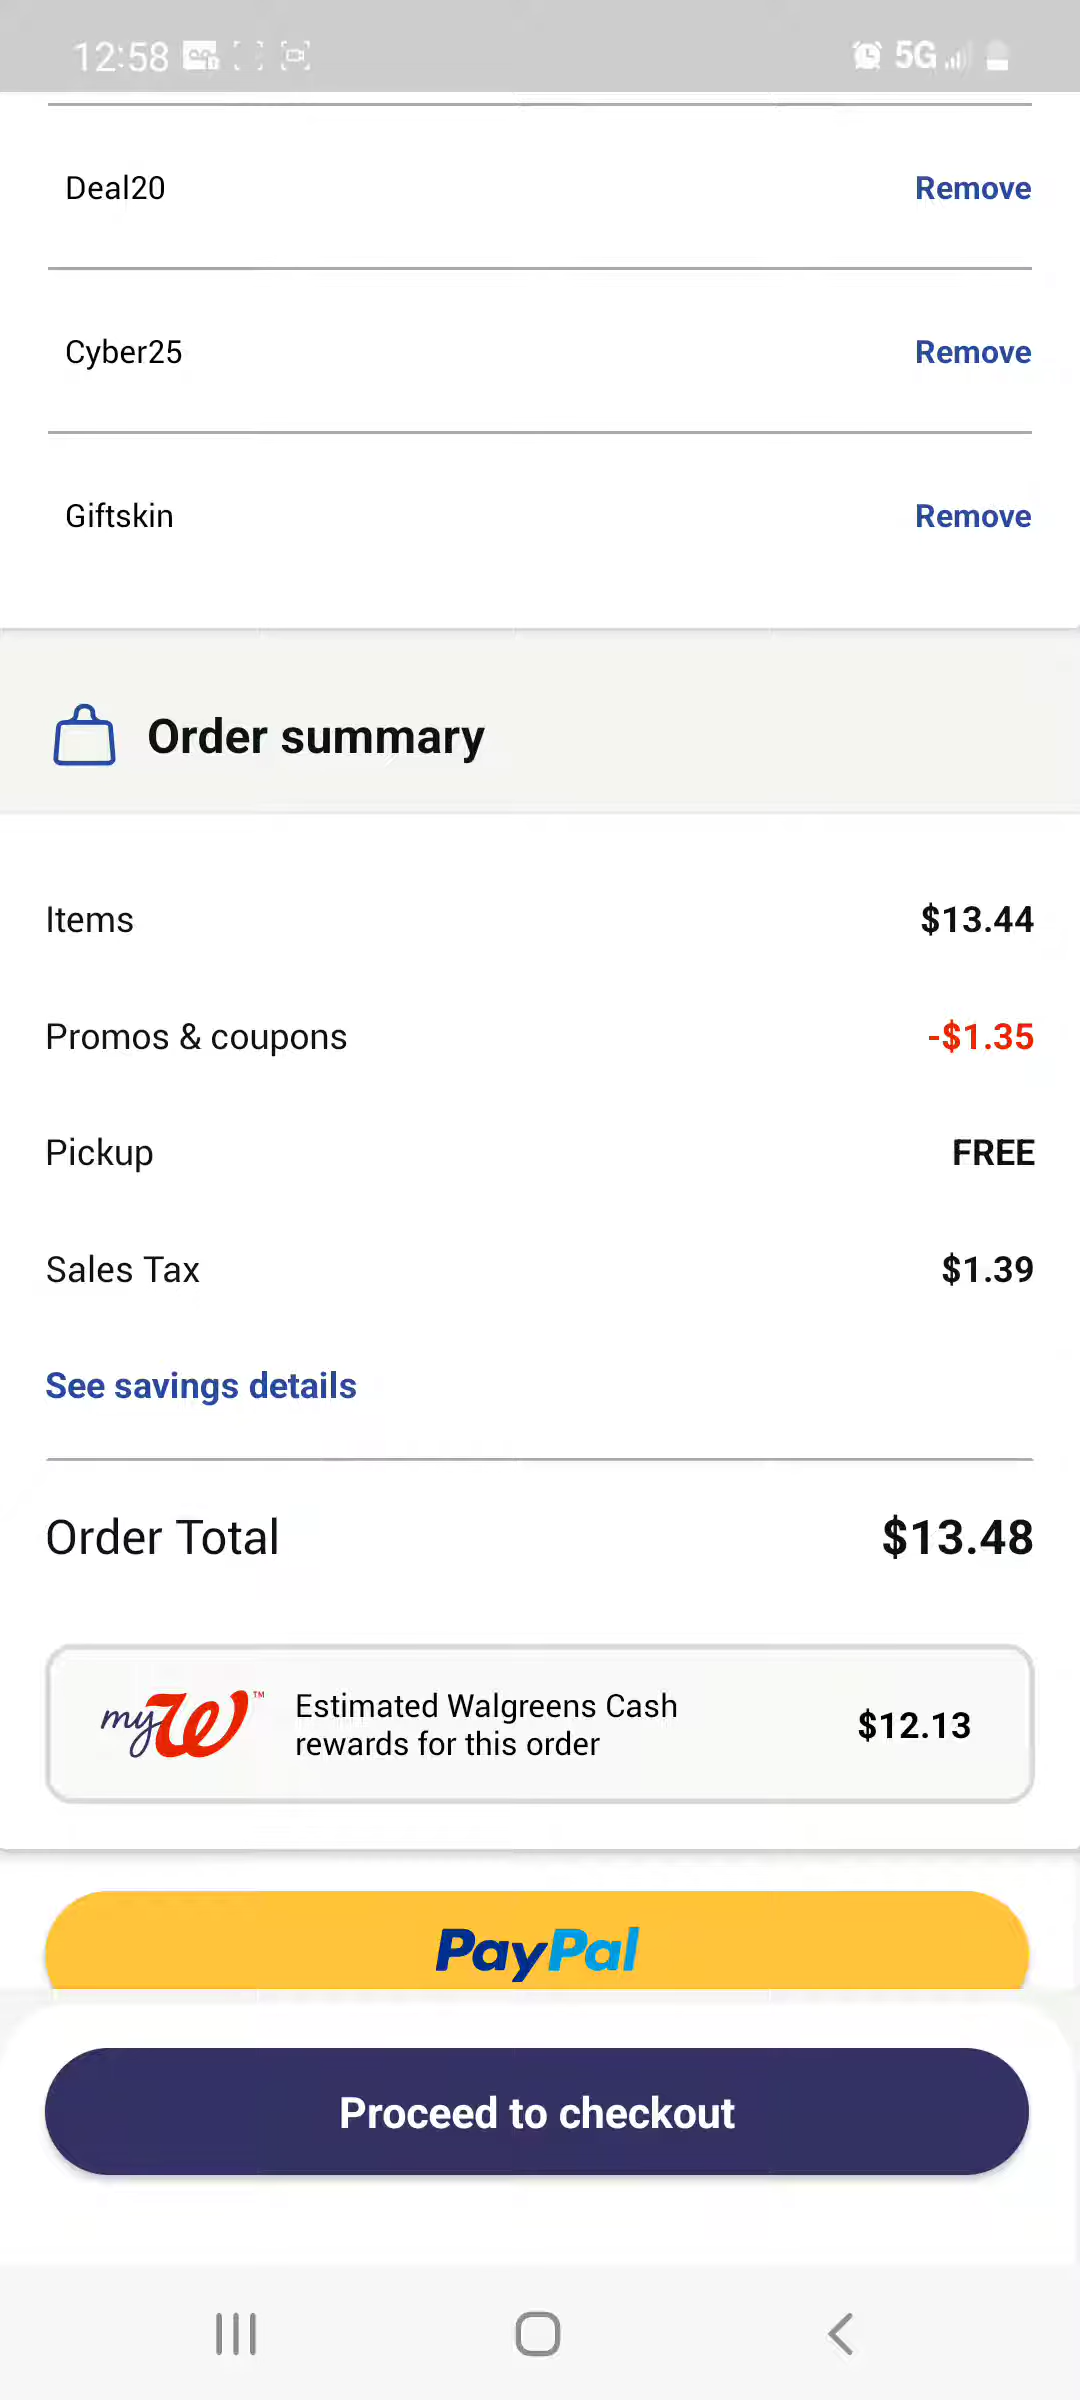 12:58 5G
Deal20 Remove
Cyber25 Remove
Giftskin Remove
Order summary
Items $13.44
Promos & coupons -$1.35
Pickup FREE
Sales Tax $1.39
See savings details
Order Total $13.48
myW™ Estimated Walgreens Cash
rewards for this order $12.13
PayPal
Proceed to checkout